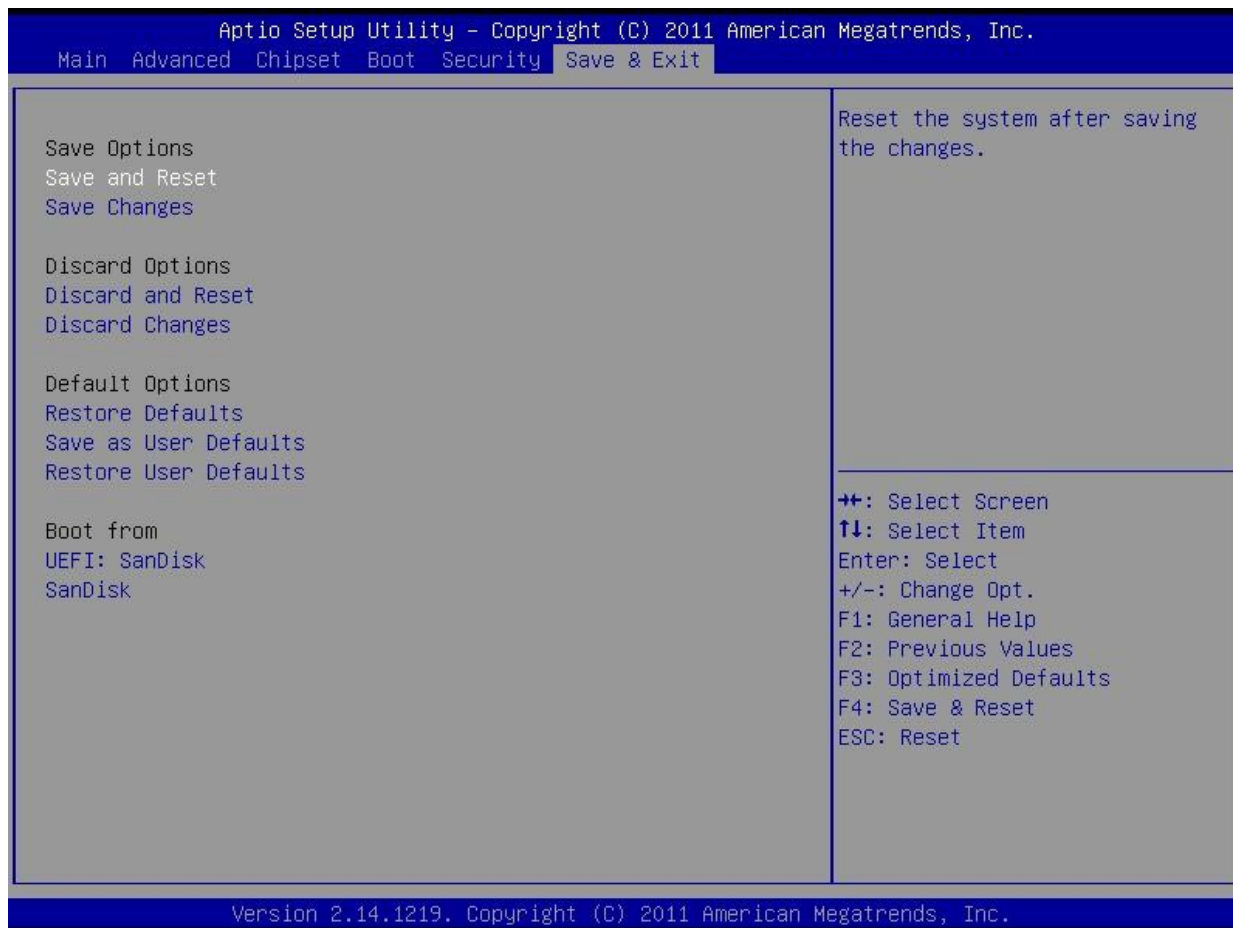 Aptio Setup Utility - Copyright (C) 2011 American Megatrends, Inc.
Main Advanced Chipset Boot Security Save & Exit
Save Options
Save and Reset
Save Changes
Discard Options
Discard and Reset
Discard Changes
Default Options
Restore Defaults
Save as User Defaults
Restore User Defaults
Boot from
UEFI: SanDisk
SanDisk
Reset the system after saving
the changes.
→←: Select Screen
↑↓: Select Item
Enter: Select
+/-: Change Opt.
F1: General Help
F2: Previous Values
F3: Optimized Defaults
F4: Save & Reset
ESC: Reset
Version 2.14.1219. Copyright (C) 2011 American Megatrends, Inc.